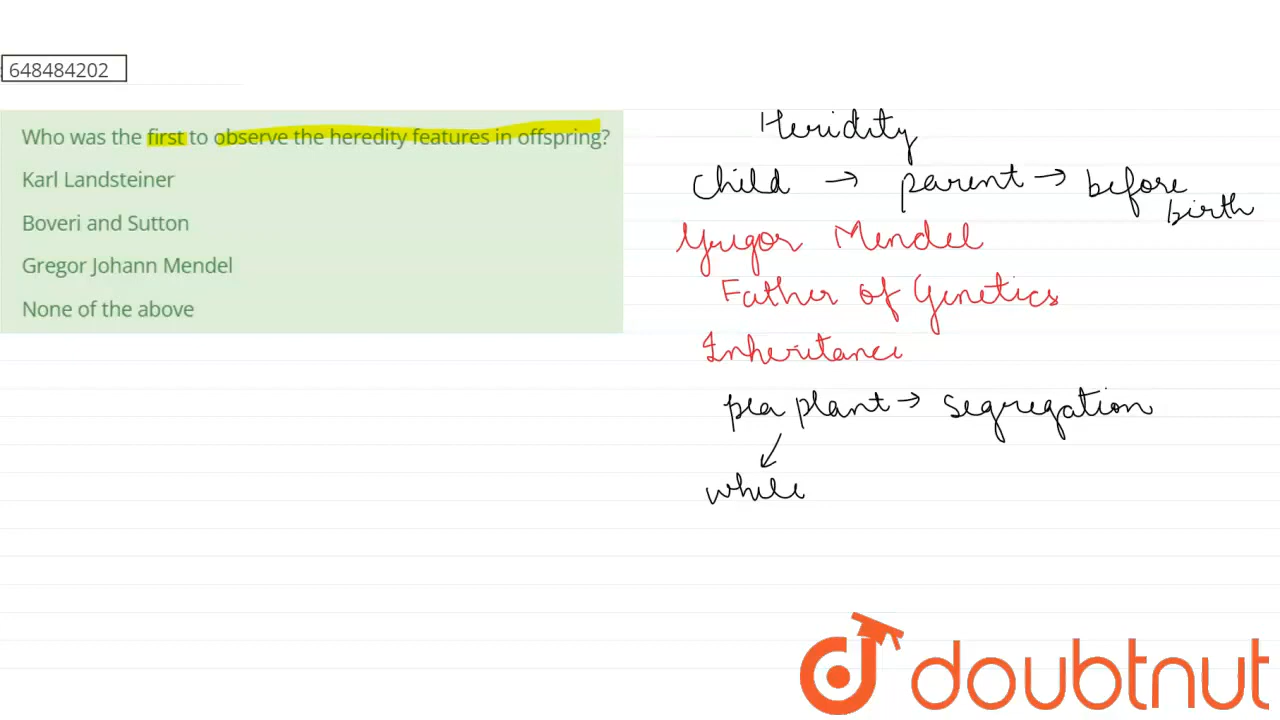 648484202
Who was the first to observe the heredity features in offspring?
Karl Landsteiner
Boveri and Sutton
Gregor Johann Mendel
None of the above
Heridity
child → parent → before
birth
Gregor Mendel
Father of Genetics
Inheritance
pea plant → segregation
while
doubtnut